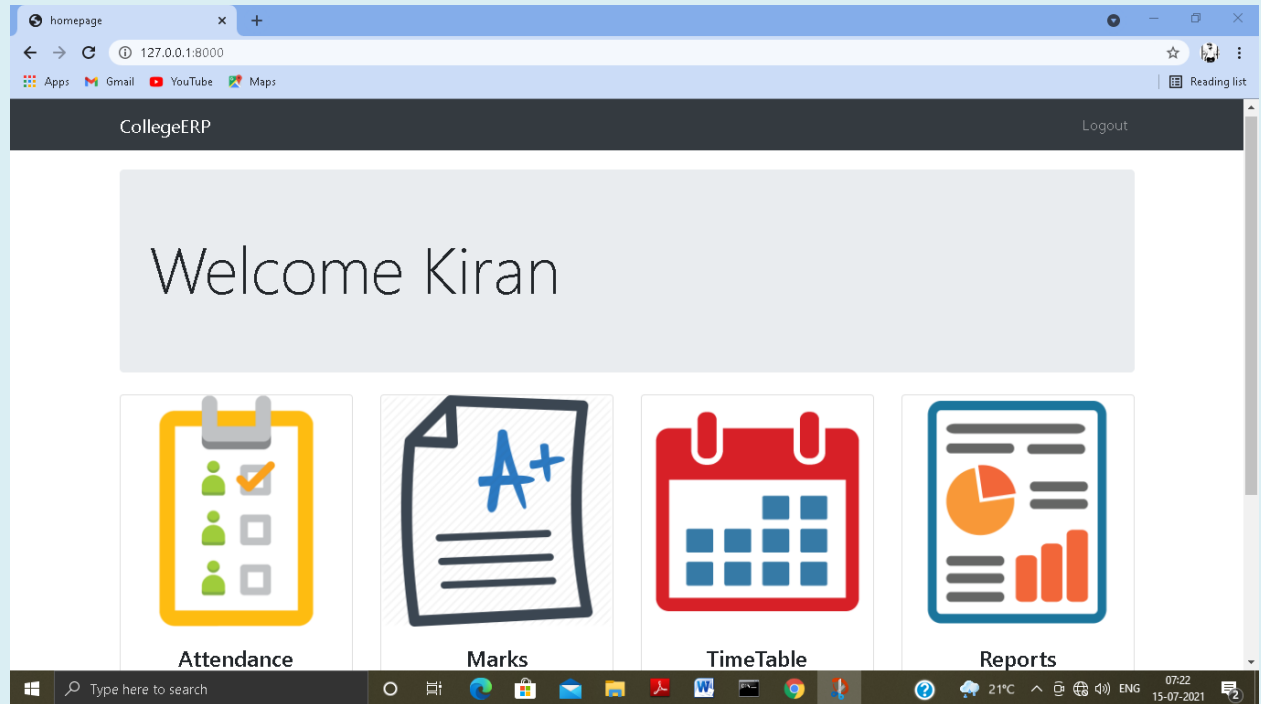 homepage
127.0.0.1:8000
Apps Gmail YouTube Maps Reading list
CollegeERP Logout
Welcome Kiran
A+
Attendance Marks TimeTable Reports
Type here to search 21°C ENG 07:22
15-07-2021
2